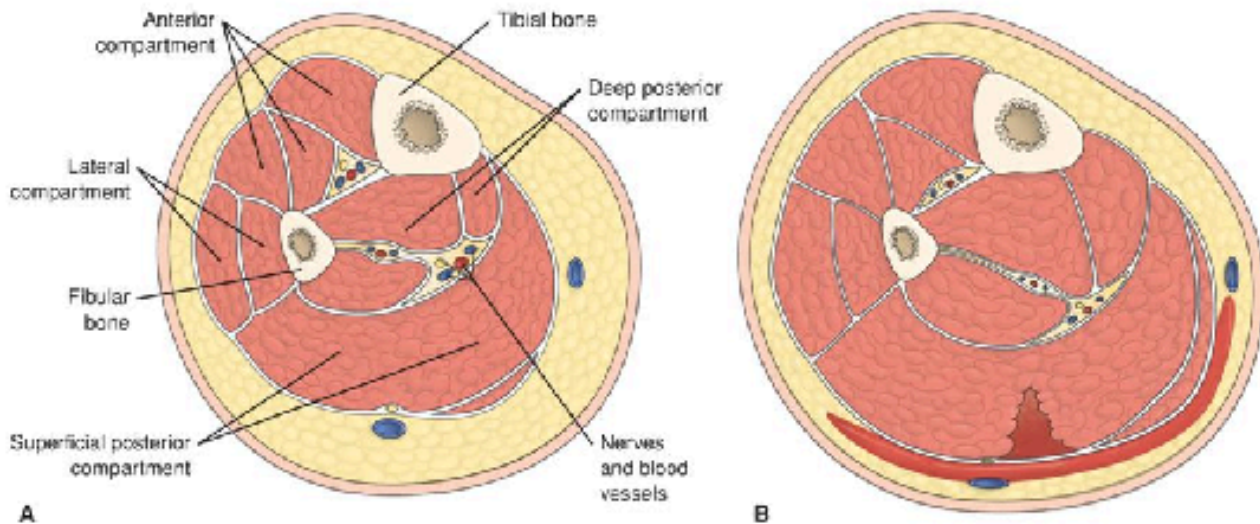 Anterior
compartment
Tibial bone
Deep posterior
compartment
Lateral
compartment
Fibular
bone
Superficial posterior
compartment
Nerves
and blood
vessels
A
B